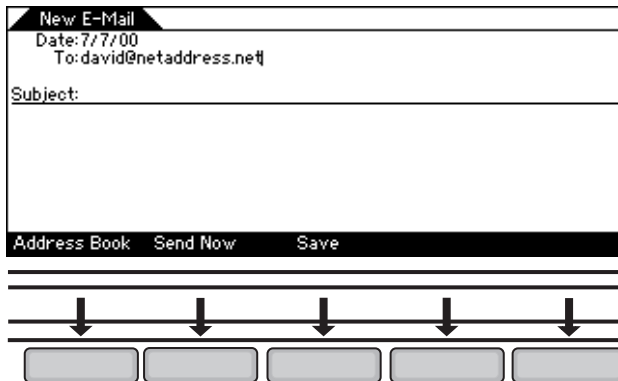 New E-Mail
Date:7/7/00
To:david@netaddress.net
Subject:
Address Book Send Now Save